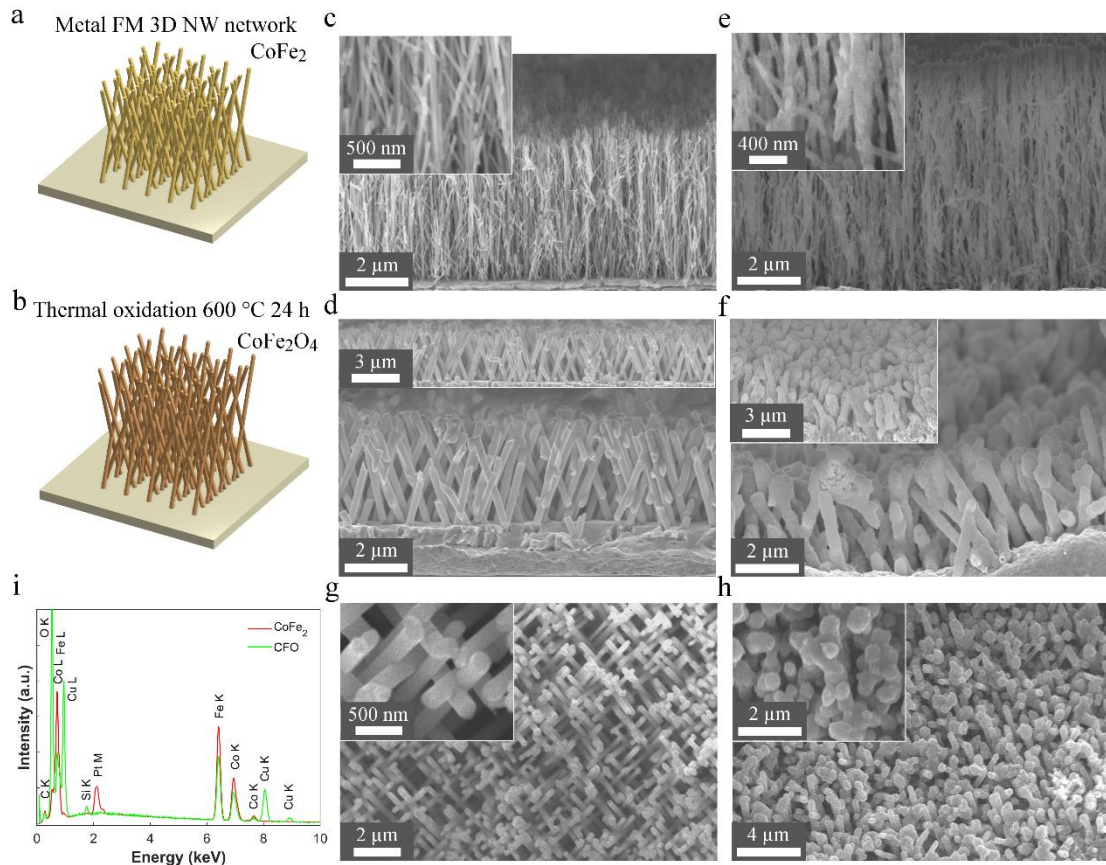 a
Metal FM 3D NW network
CoFe₂
b
Thermal oxidation 600 °C 24 h
CoFe₂O₄
c
500 nm
2 µm
e
400 nm
2 µm
d
3 µm
2 µm
f
3 µm
2 µm
i
Intensity (a.u.)
C K
O K
Co L
Fe L
Cu L
Si K
Pt M
Fe K
Co K
Co K
Cu K
Cu K
CoFe₂
CFO
0 2 4 6 8 10
Energy (keV)
g
500 nm
2 µm
h
2 µm
4 µm